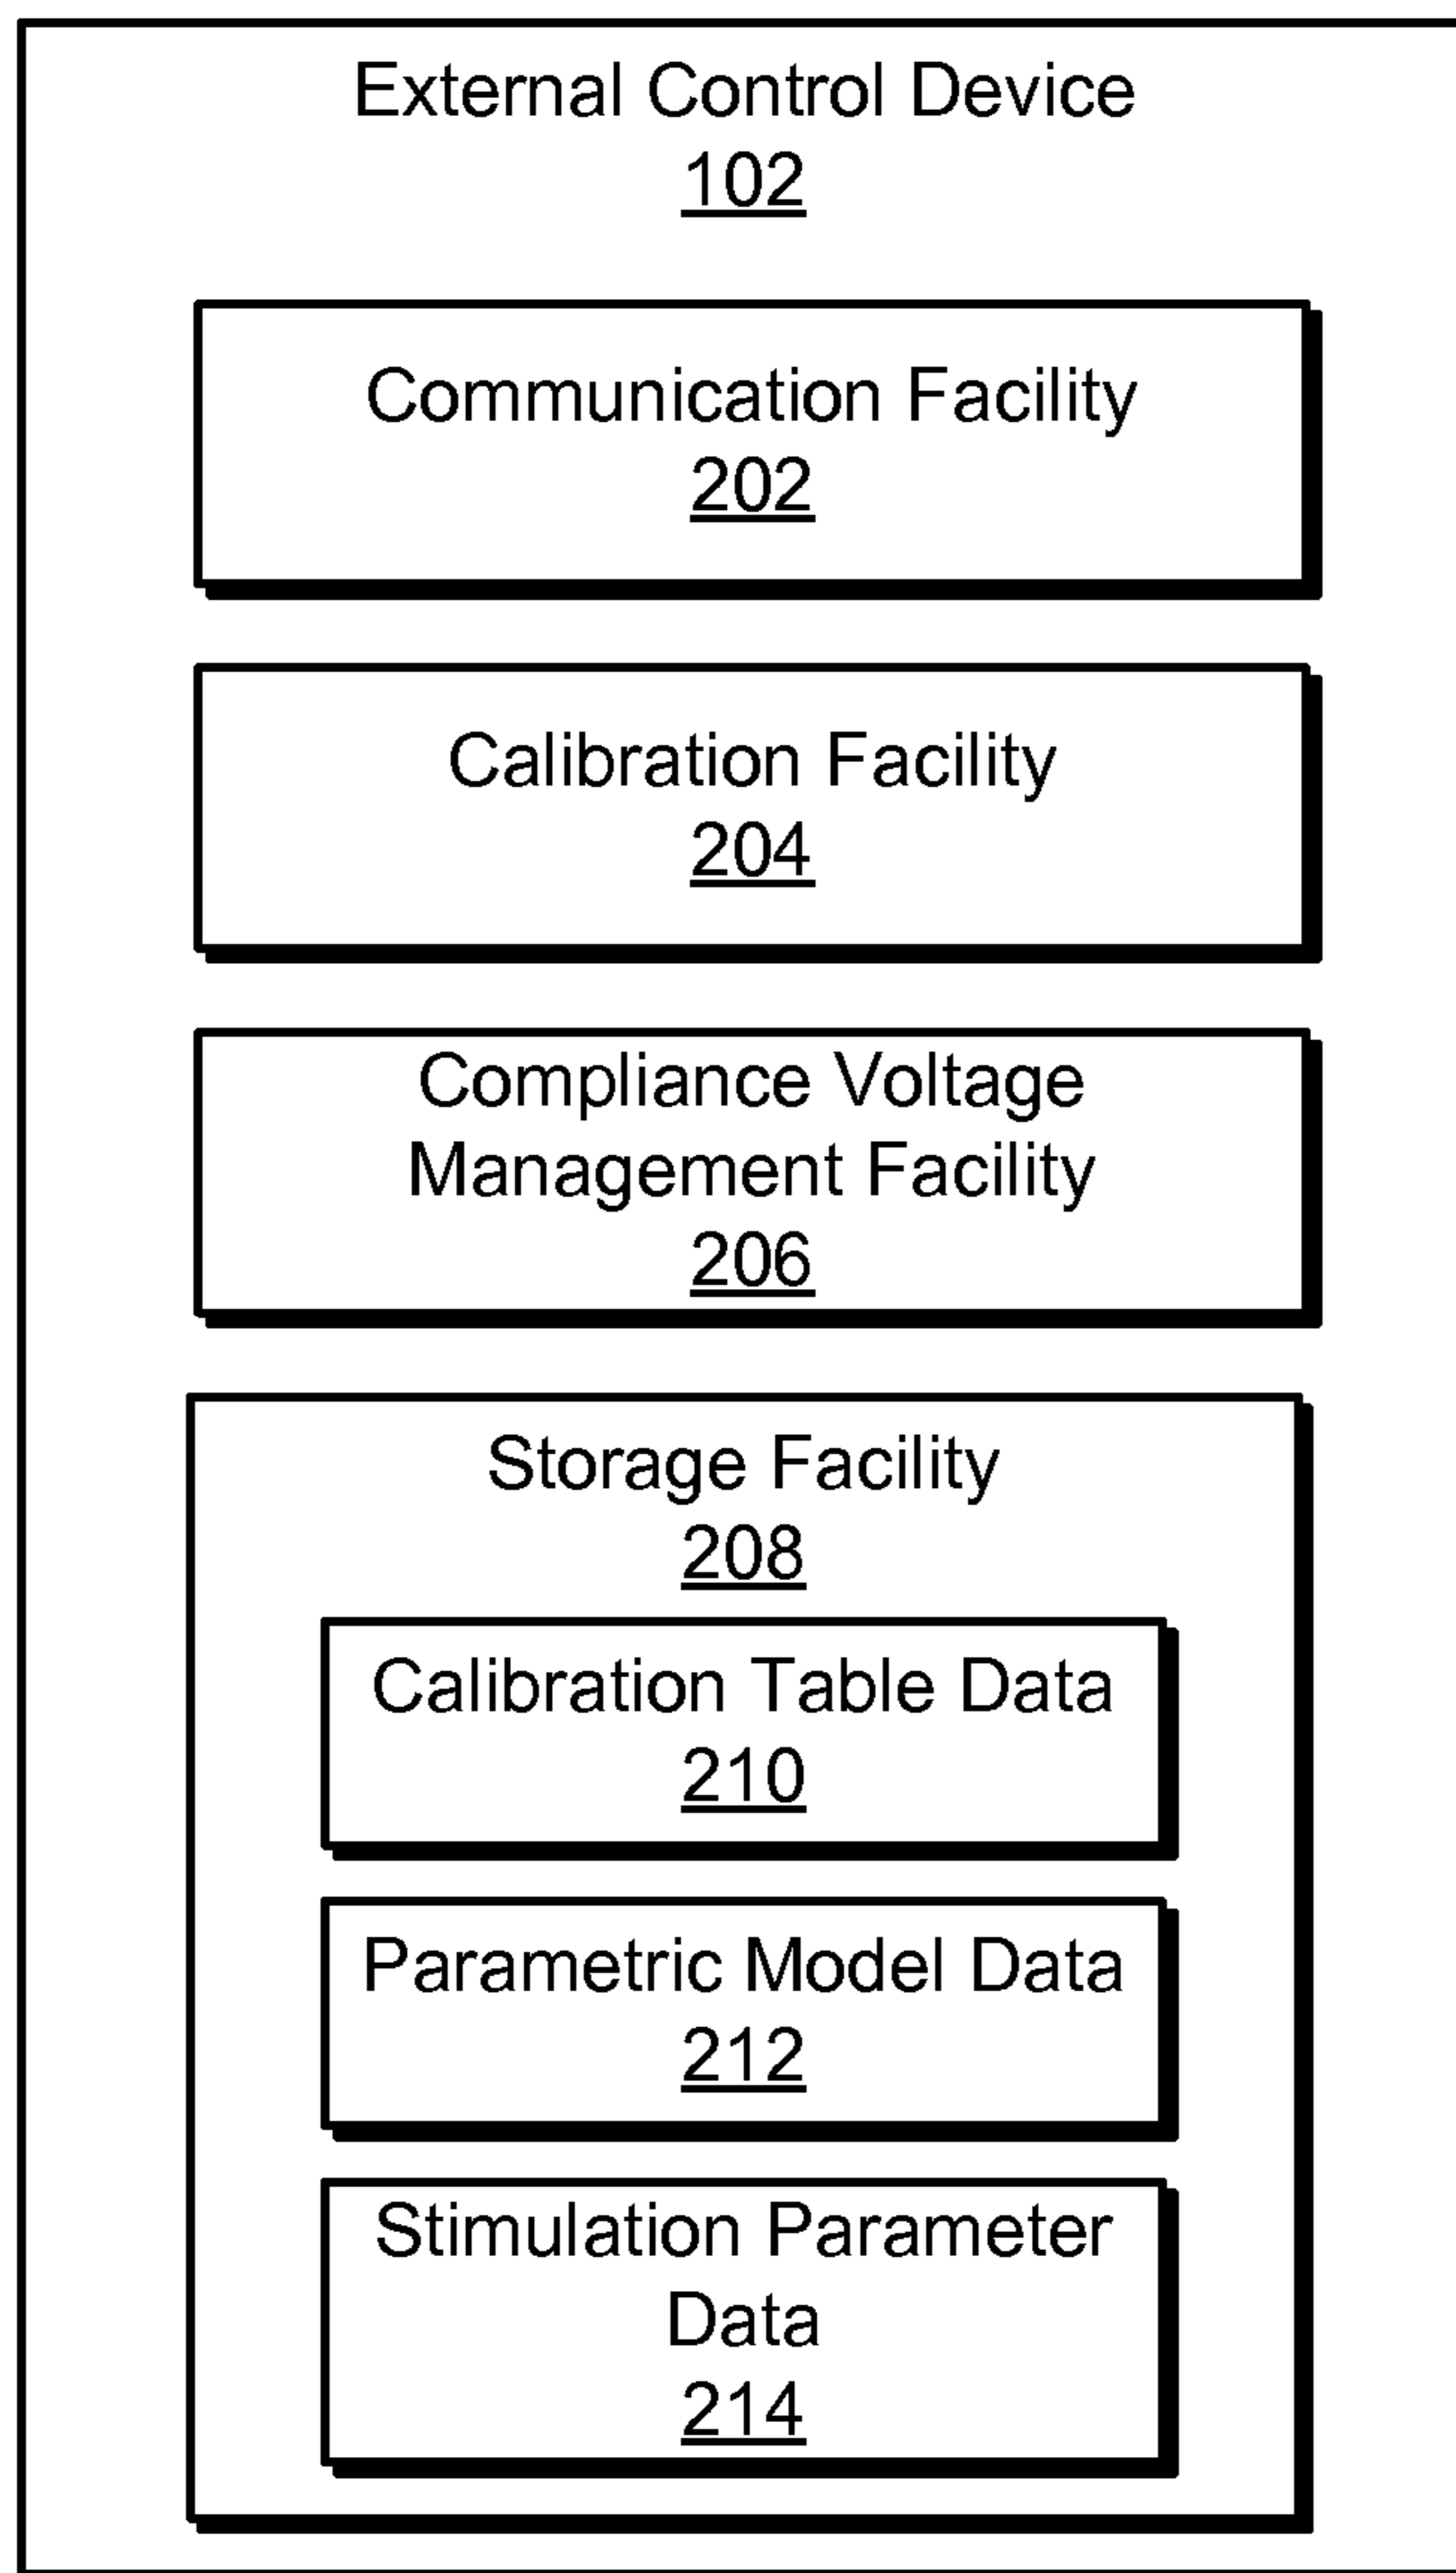 External Control Device
102
Communication Facility
202
Calibration Facility
204
Compliance Voltage
Management Facility
206
Storage Facility
208
Calibration Table Data
210
Parametric Model Data
212
Stimulation Parameter
Data
214